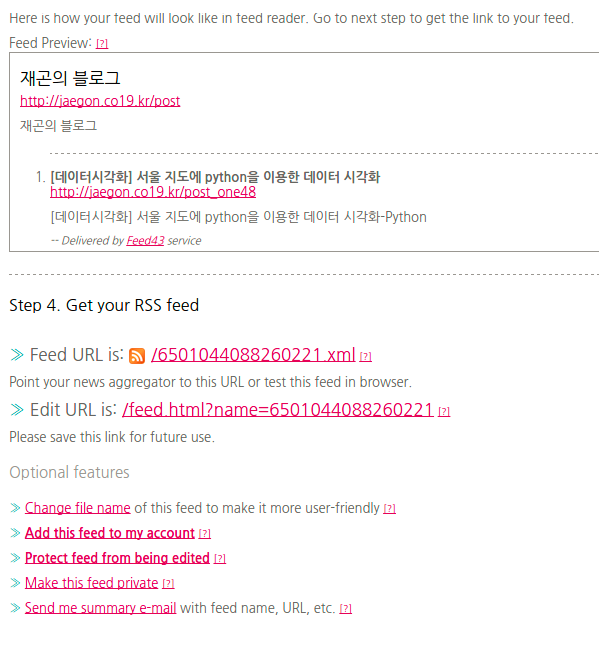 Here is how your feed will look like in feed reader. Go to next step to get the link to your feed.
Feed Preview: [?]
재곤의 블로그
http://jaegon.co19.kr/post
재곤의 블로그
1. [데이터시각화] 서울 지도에 python을 이용한 데이터 시각화
http://jaegon.co19.kr/post_one48
[데이터시각화] 서울 지도에 python을 이용한 데이터 시각화-Python
-- Delivered by Feed43 service
Step 4. Get your RSS feed
» Feed URL is: /6501044088260221.xml [?]
Point your news aggregator to this URL or test this feed in browser.
» Edit URL is: /feed.html?name=6501044088260221 [?]
Please save this link for future use.
Optional features
» Change file name of this feed to make it more user-friendly [?]
» Add this feed to my account [?]
» Protect feed from being edited [?]
» Make this feed private [?]
» Send me summary e-mail with feed name, URL, etc. [?]